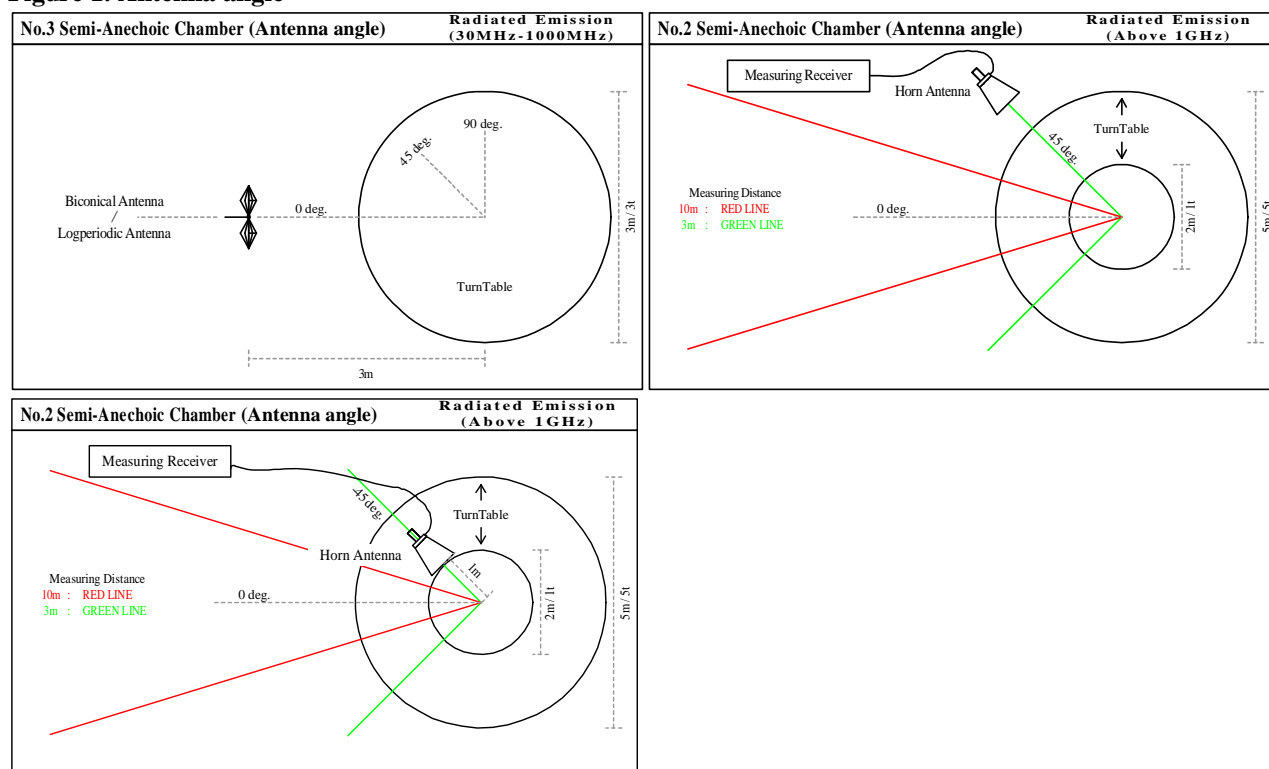 No.3 Semi-Anechoic Chamber (Antenna angle)
Radiated Emission
(30MHz-1000MHz)
90 deg.
45 deg.
Biconical Antenna
/
Logperiodic Antenna
0 deg.
3m / 3t
TurnTable
3m
No.2 Semi-Anechoic Chamber (Antenna angle)
Radiated Emission
(Above 1GHz)
Measuring Receiver
Horn Antenna
TurnTable
45 deg.
Measuring Distance
10m : RED LINE
3m : GREEN LINE
0 deg.
2m / 1t
5m / 5t
No.2 Semi-Anechoic Chamber (Antenna angle)
Radiated Emission
(Above 1GHz)
Measuring Receiver
-45 deg.
TurnTable
Horn Antenna
1m
Measuring Distance
10m : RED LINE
3m : GREEN LINE
0 deg.
2m / 1t
5m / 5t